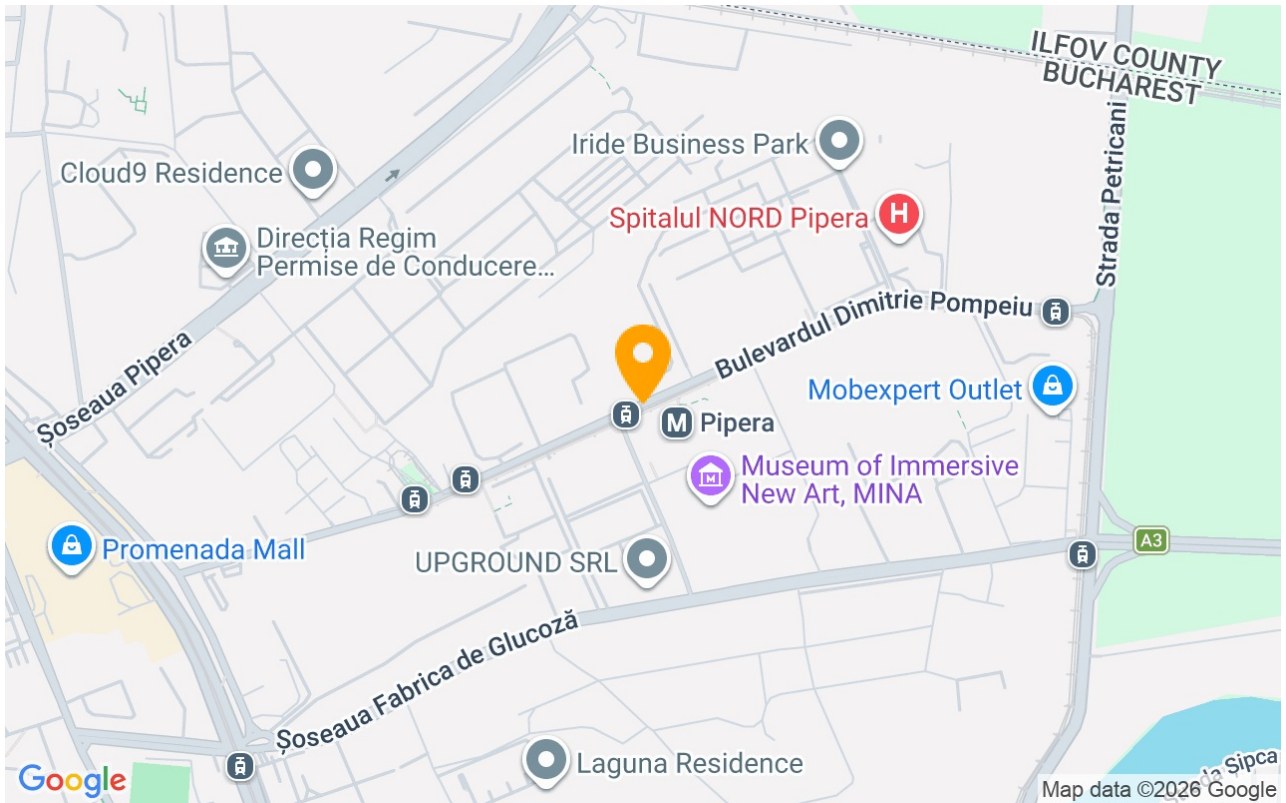 ILFOV COUNTY
BUCHAREST
Strada Petricani
Iride Business Park
Cloud9 Residence
Spitalul NORD Pipera
H
Direcția Regim
Permise de Conducere...
Bulevardul Dimitrie Pompeiu
Șoseaua Pipera
Mobexpert Outlet
M Pipera
Museum of Immersive
New Art, MINA
M
Promenada Mall
A3
UPGROUND SRL
Șoseaua Fabrica de Glucoză
Laguna Residence
Sipca
Google
Map data ©2026 Google